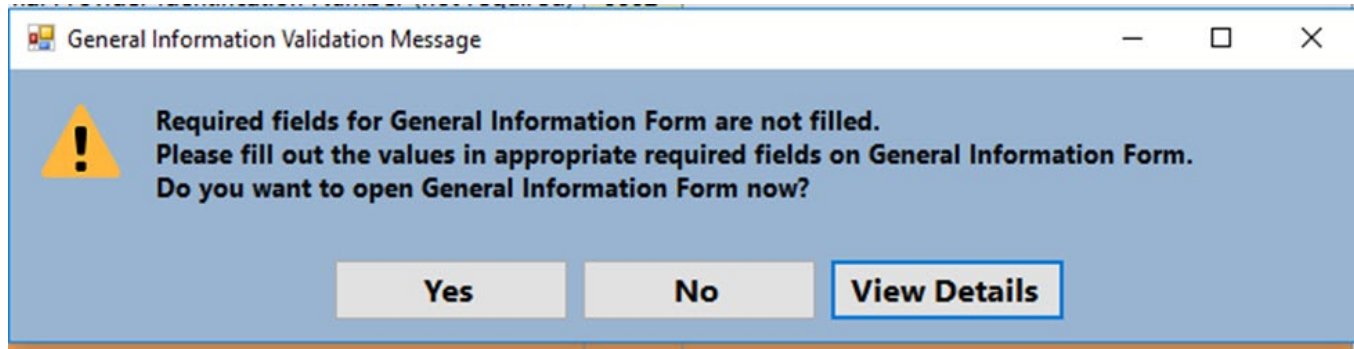 General Information Validation Message
Required fields for General Information Form are not filled.
Please fill out the values in appropriate required fields on General Information Form.
Do you want to open General Information Form now?
Yes No View Details